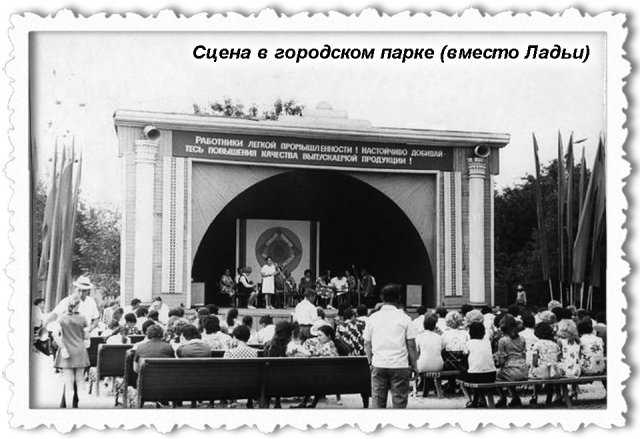 Сцена в городском парке (вместо Ладьи)
Работники легкой промышленности! Настойчиво добивай-
тесь повышения качества выпускаемой продукции!